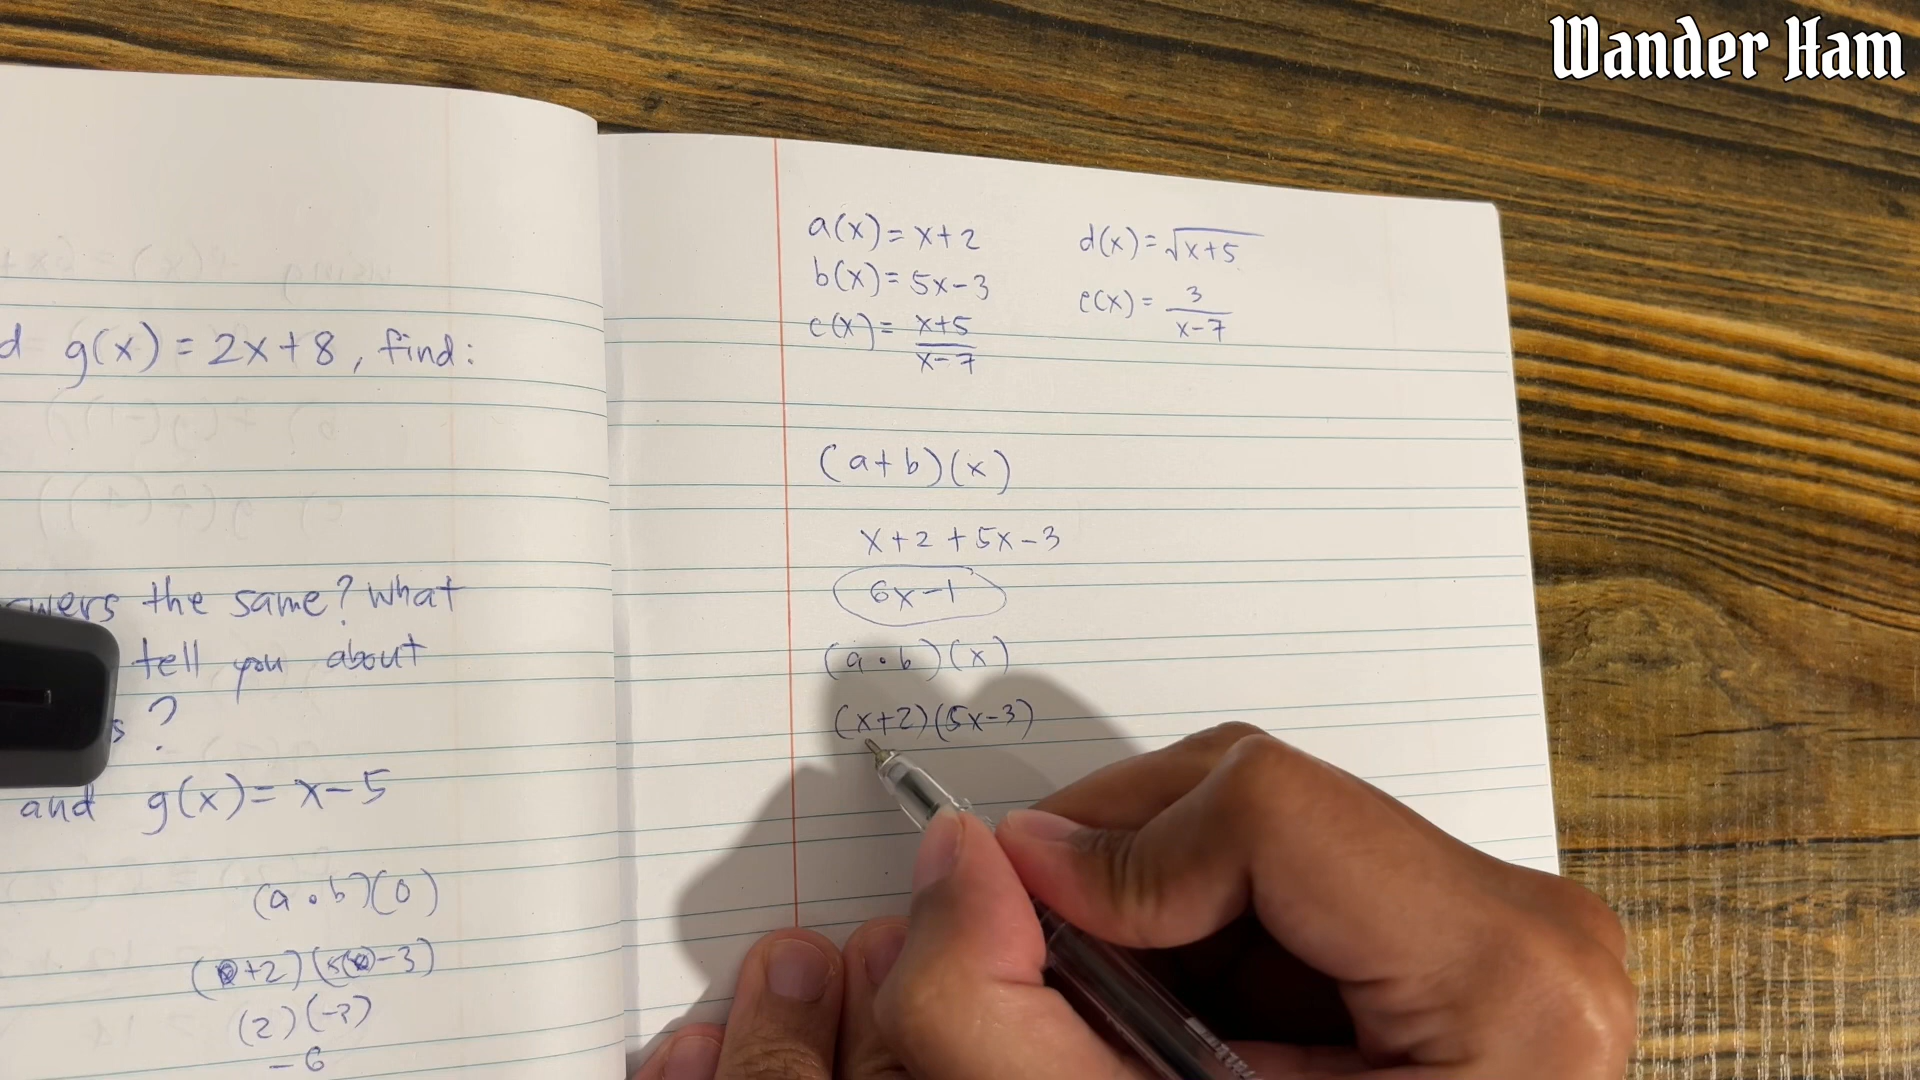 Wander Ham
d g(x) = 2x+8, find:
the same? What
tell you about
s?
and g(x) = x-5
(a • b)(0)
(0+2)(5(0)-3)
(2)(-3)
-6
a(x) = x+2
b(x) = 5x-3
c(x) = x+5
x-7
d(x) = √x+5
e(x) = 3
x-7
(a+b)(x)
x+2+5x-3
6x-1
(a • b)(x)
(x+2)(5x-3)